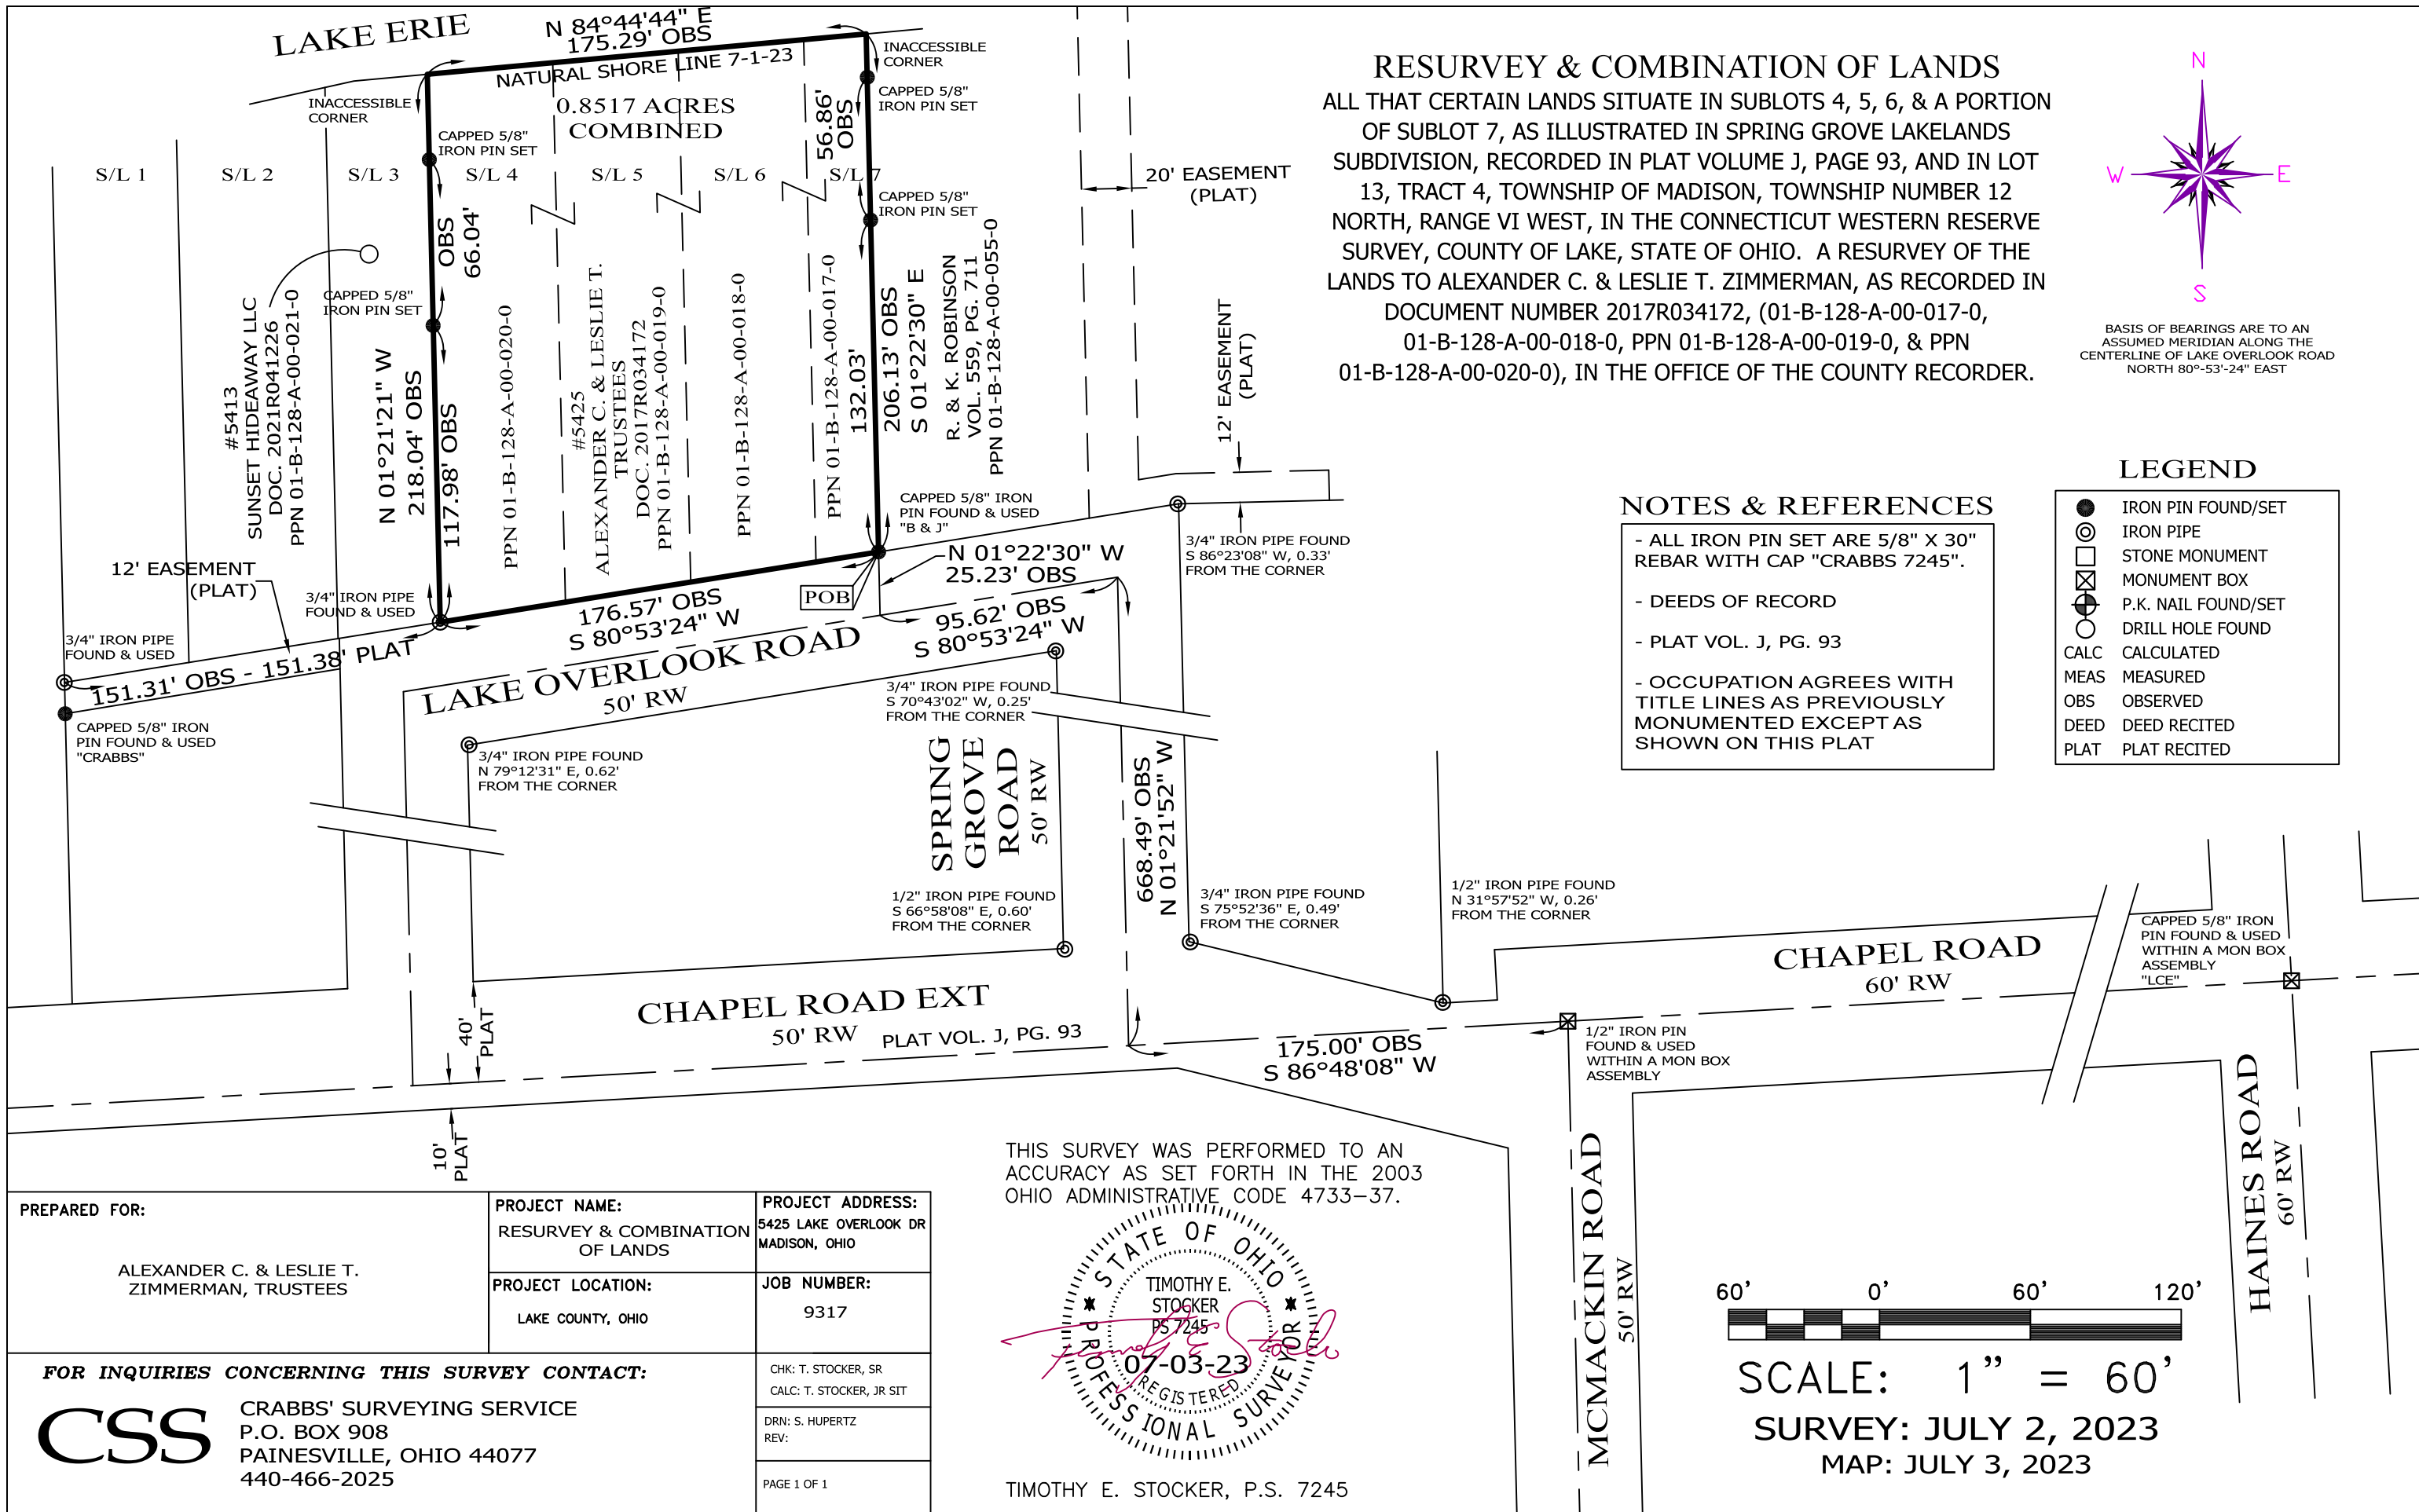 LAKE ERIE
N 84°44'44" E
175.29' OBS
NATURAL SHORE LINE 7-1-23
INACCESSIBLE
CORNER
INACCESSIBLE
CORNER
0.8517 ACRES
COMBINED
CAPPED 5/8"
IRON PIN SET
CAPPED 5/8"
IRON PIN SET
56.86'
OBS
S/L 1
S/L 2
S/L 3
S/L 4
S/L 5
S/L 6
S/L 7
CAPPED 5/8"
IRON PIN SET
20' EASEMENT
(PLAT)
OBS
66.04'
CAPPED 5/8"
IRON PIN SET
#5413
SUNSET HIDEAWAY LLC
DOC. 2021R041226
PPN 01-B-128-A-00-021-0
N 01°21'21" W
218.04' OBS
117.98' OBS
PPN 01-B-128-A-00-020-0
#5425
ALEXANDER C. & LESLIE T.
TRUSTEES
DOC. 2017R034172
PPN 01-B-128-A-00-019-0
PPN 01-B-128-A-00-018-0
PPN 01-B-128-A-00-017-0
132.03'
206.13' OBS
S 01°22'30" E
R. & K. ROBINSON
VOL. 559, PG. 711
PPN 01-B-128-A-00-055-0
12' EASEMENT
(PLAT)
CAPPED 5/8" IRON
PIN FOUND & USED
"B & J"
3/4" IRON PIPE FOUND
S 86°23'08" W, 0.33'
FROM THE CORNER
N 01°22'30" W
25.23' OBS
12' EASEMENT
(PLAT)
3/4" IRON PIPE
FOUND & USED
POB
176.57' OBS
S 80°53'24" W
95.62' OBS
S 80°53'24" W
3/4" IRON PIPE
FOUND & USED
151.31' OBS - 151.38' PLAT
LAKE OVERLOOK ROAD
50' RW
CAPPED 5/8" IRON
PIN FOUND & USED
"CRABBS"
3/4" IRON PIPE FOUND
S 70°43'02" W, 0.25'
FROM THE CORNER
3/4" IRON PIPE FOUND
N 79°12'31" E, 0.62'
FROM THE CORNER
SPRING
GROVE
ROAD
50' RW
668.49' OBS
N 01°21'52" W
1/2" IRON PIPE FOUND
S 66°58'08" E, 0.60'
FROM THE CORNER
3/4" IRON PIPE FOUND
S 75°52'36" E, 0.49'
FROM THE CORNER
1/2" IRON PIPE FOUND
N 31°57'52" W, 0.26'
FROM THE CORNER
CHAPEL ROAD EXT
50' RW
PLAT VOL. J, PG. 93
40'
PLAT
10'
PLAT
175.00' OBS
S 86°48'08" W
CHAPEL ROAD
60' RW
1/2" IRON PIN
FOUND & USED
WITHIN A MON BOX
ASSEMBLY
CAPPED 5/8" IRON
PIN FOUND & USED
WITHIN A MON BOX
ASSEMBLY
"LCE"
MCMACKIN ROAD
50' RW
HAINES ROAD
60' RW
RESURVEY & COMBINATION OF LANDS
ALL THAT CERTAIN LANDS SITUATE IN SUBLOTS 4, 5, 6, & A PORTION
OF SUBLOT 7, AS ILLUSTRATED IN SPRING GROVE LAKELANDS
SUBDIVISION, RECORDED IN PLAT VOLUME J, PAGE 93, AND IN LOT
13, TRACT 4, TOWNSHIP OF MADISON, TOWNSHIP NUMBER 12
NORTH, RANGE VI WEST, IN THE CONNECTICUT WESTERN RESERVE
SURVEY, COUNTY OF LAKE, STATE OF OHIO. A RESURVEY OF THE
LANDS TO ALEXANDER C. & LESLIE T. ZIMMERMAN, AS RECORDED IN
DOCUMENT NUMBER 2017R034172, (01-B-128-A-00-017-0,
01-B-128-A-00-018-0, PPN 01-B-128-A-00-019-0, & PPN
01-B-128-A-00-020-0), IN THE OFFICE OF THE COUNTY RECORDER.
N
W
E
S
BASIS OF BEARINGS ARE TO AN
ASSUMED MERIDIAN ALONG THE
CENTERLINE OF LAKE OVERLOOK ROAD
NORTH 80°-53'-24" EAST
NOTES & REFERENCES
- ALL IRON PIN SET ARE 5/8" X 30"
REBAR WITH CAP "CRABBS 7245".
- DEEDS OF RECORD
- PLAT VOL. J, PG. 93
- OCCUPATION AGREES WITH
TITLE LINES AS PREVIOUSLY
MONUMENTED EXCEPT AS
SHOWN ON THIS PLAT
LEGEND
IRON PIN FOUND/SET
IRON PIPE
STONE MONUMENT
MONUMENT BOX
P.K. NAIL FOUND/SET
DRILL HOLE FOUND
CALC CALCULATED
MEAS MEASURED
OBS OBSERVED
DEED DEED RECITED
PLAT PLAT RECITED
THIS SURVEY WAS PERFORMED TO AN
ACCURACY AS SET FORTH IN THE 2003
OHIO ADMINISTRATIVE CODE 4733-37.
STATE OF OHIO
TIMOTHY E.
STOCKER
PS 7245
07-03-23
REGISTERED
PROFESSIONAL SURVEYOR
Timothy E Stocker
TIMOTHY E. STOCKER, P.S. 7245
60' 0' 60' 120'
SCALE: 1" = 60'
SURVEY: JULY 2, 2023
MAP: JULY 3, 2023
PREPARED FOR:
ALEXANDER C. & LESLIE T.
ZIMMERMAN, TRUSTEES
PROJECT NAME:
RESURVEY & COMBINATION
OF LANDS
PROJECT ADDRESS:
5425 LAKE OVERLOOK DR
MADISON, OHIO
PROJECT LOCATION:
LAKE COUNTY, OHIO
JOB NUMBER:
9317
FOR INQUIRIES CONCERNING THIS SURVEY CONTACT:
CSS
CRABBS' SURVEYING SERVICE
P.O. BOX 908
PAINESVILLE, OHIO 44077
440-466-2025
CHK: T. STOCKER, SR
CALC: T. STOCKER, JR SIT
DRN: S. HUPERTZ
REV:
PAGE 1 OF 1